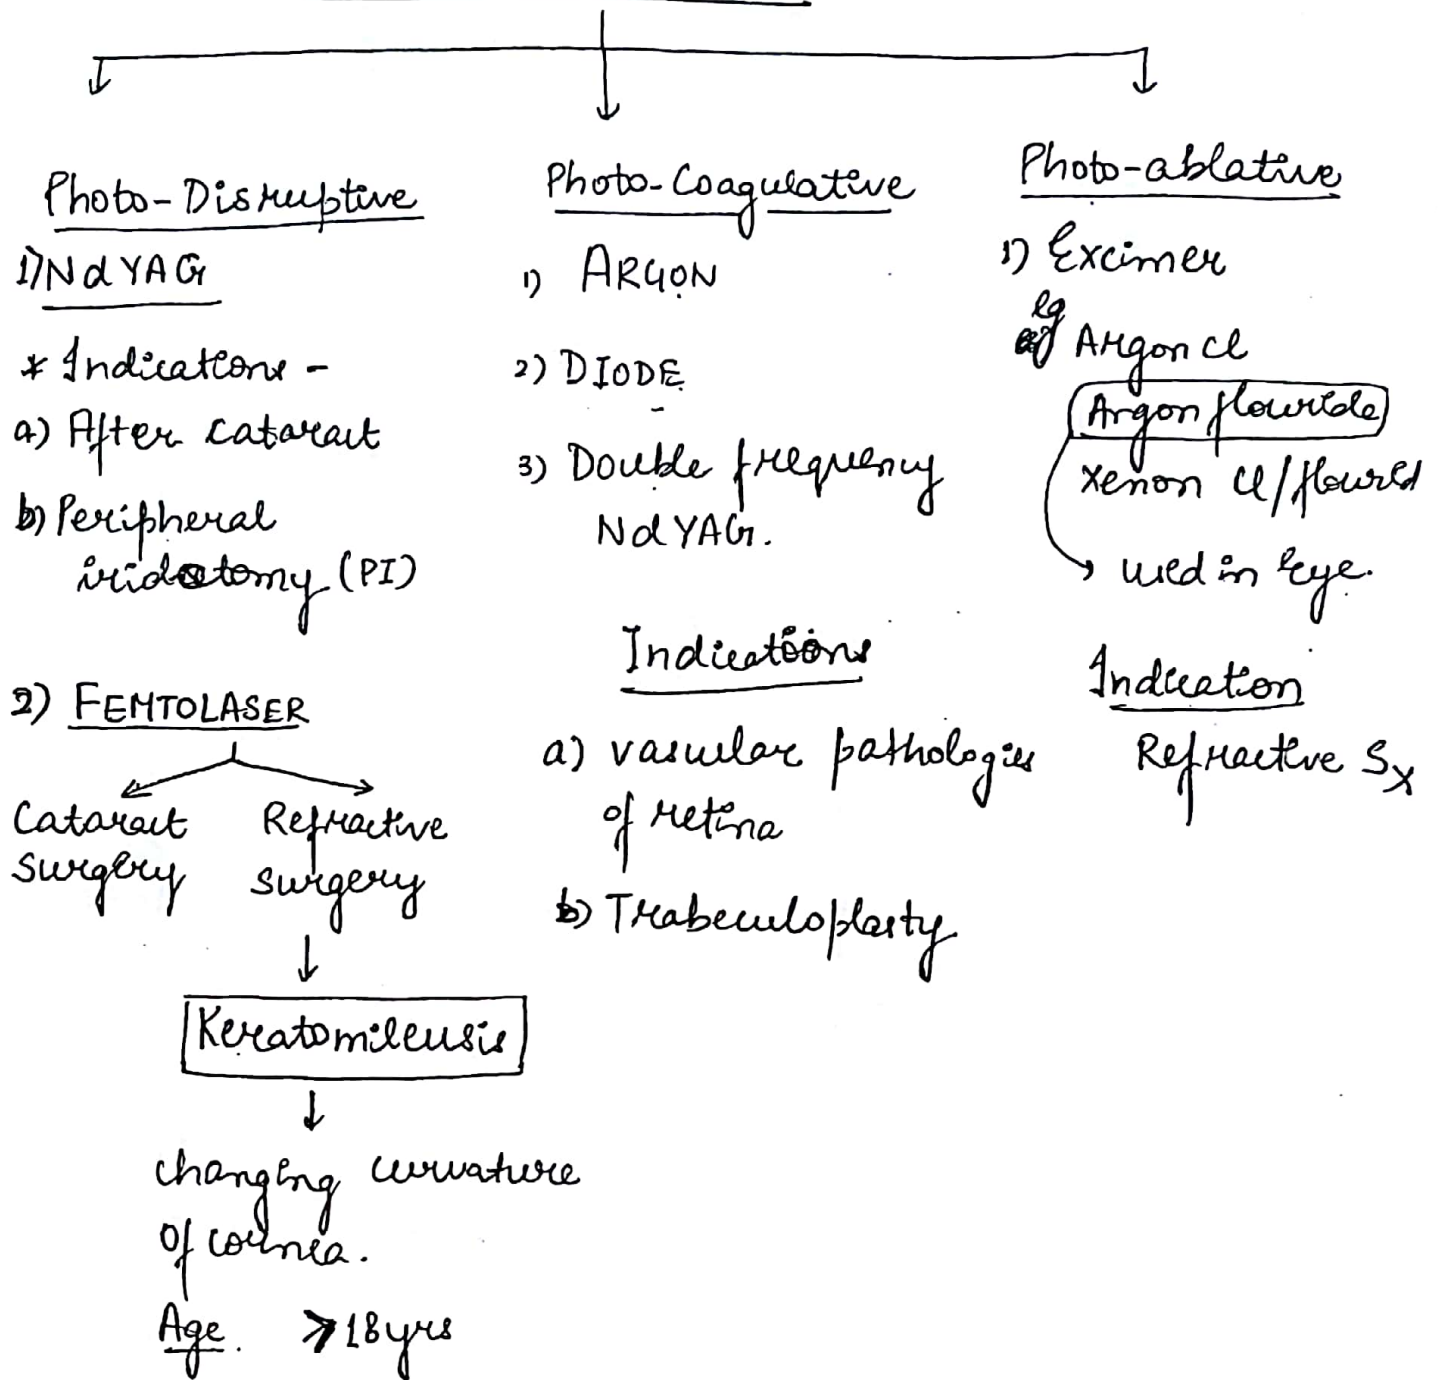 Photo-Disruptive
1) Nd YAG
* Indications -
a) After cataract
b) Peripheral
iridotomy (PI)
2) FEMTOLASER
Cataract
surgery
Refractive
surgery
Keratomileusis
changing curvature
of cornea.
Age. ≥18yrs
Photo-Coagulative
1) ARGON
2) DIODE
3) Double frequency
Nd YAG.
Indications
a) vascular pathologies
of retina
b) Trabeculoplasty
Photo-ablative
1) Excimer
eg Argon Cl
Argon flouride
Xenon Cl/flourid
used in eye.
Indication
Refractive Sx